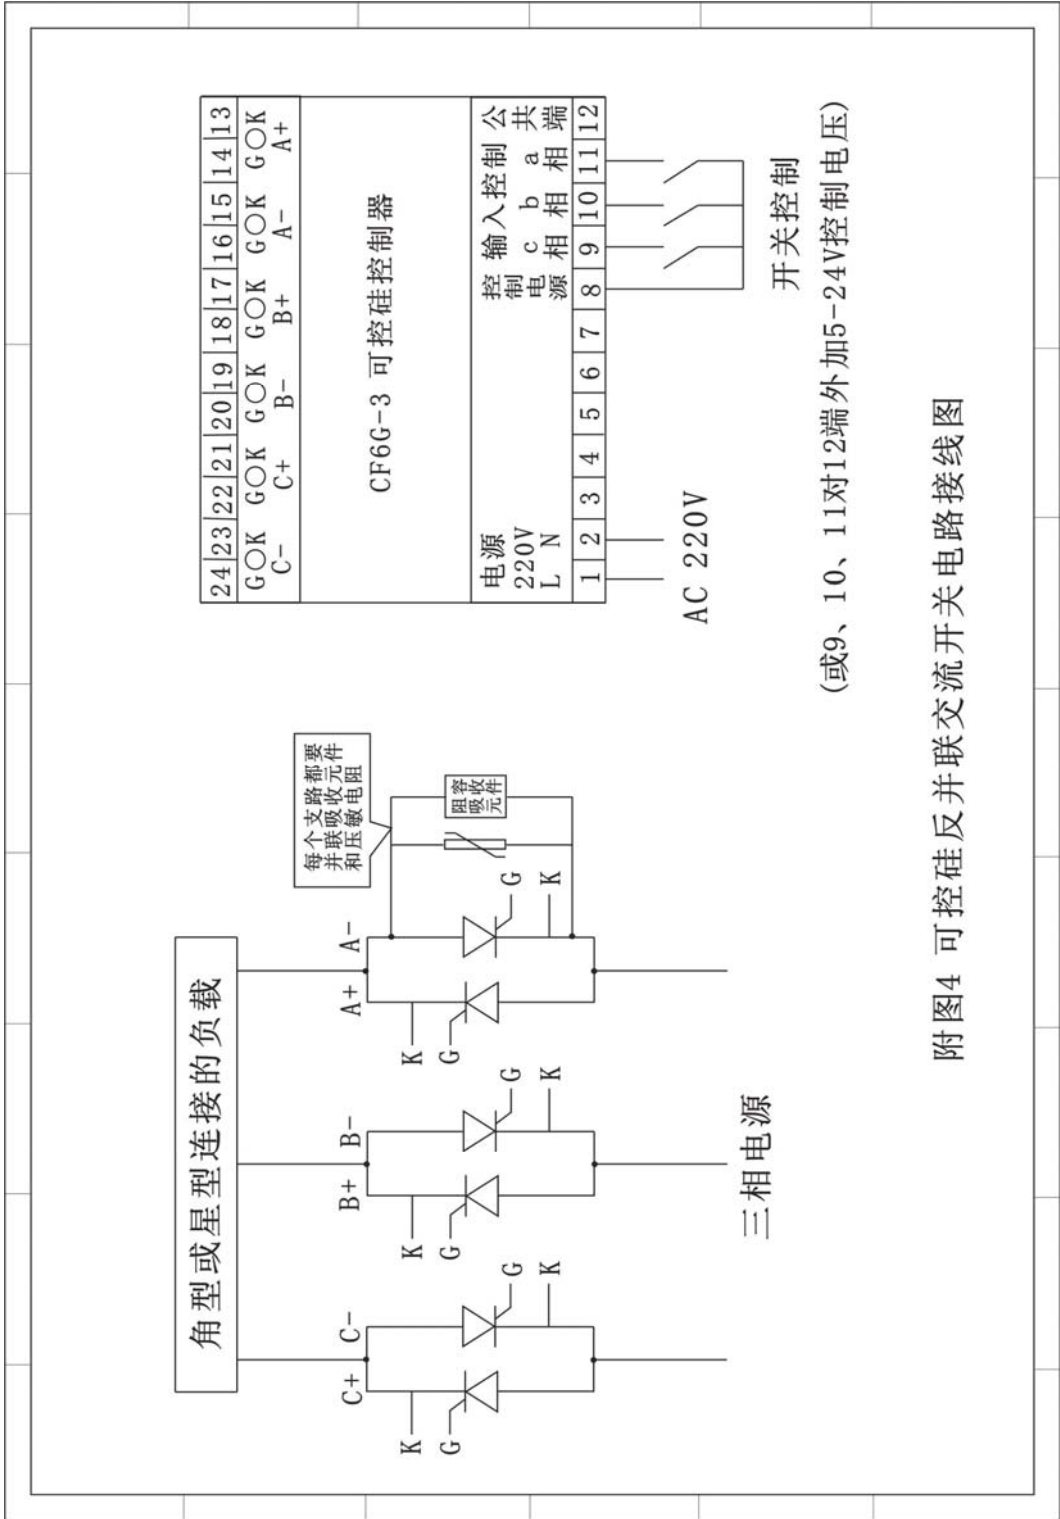 角型或星型连接的负载
每个支路都要
并联吸收元件
和压敏电阻
C+ C- B+ B- A+ A-
K K K
G G G
阻容
吸收
元件
G G G
K K K
三相电源
24 23 22 21 20 19 18 17 16 15 14 13
G○K G○K G○K G○K G○K G○K
C- C+ B- B+ A- A+
CF6G-3 可控硅控制器
电源
220V
L N
控制电源
输入控制
c相 b相 a相
公共端
1 2 3 4 5 6 7 8 9 10 11 12
AC 220V
开关控制
(或9、10、11对12端外加5-24V控制电压)
附图4 可控硅反并联交流开关电路接线图